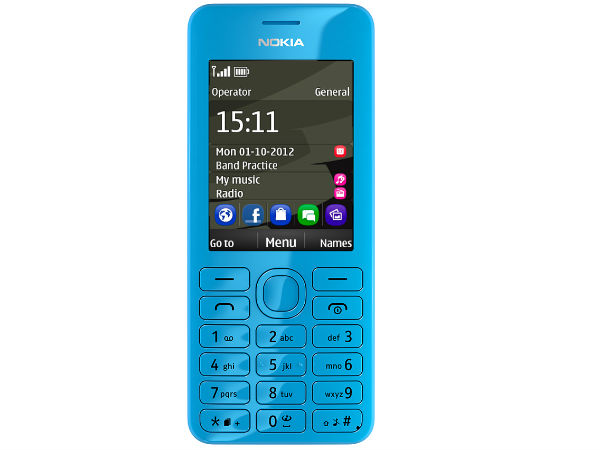 NOKIA
Operator General
15:11
Mon 01-10-2012
Band Practice
My music
Radio
Go to Menu Names
1 2 abc def 3
4 ghi 5 jkl mno 6
7 pqrs 8 tuv wxyz 9
* + 0 #